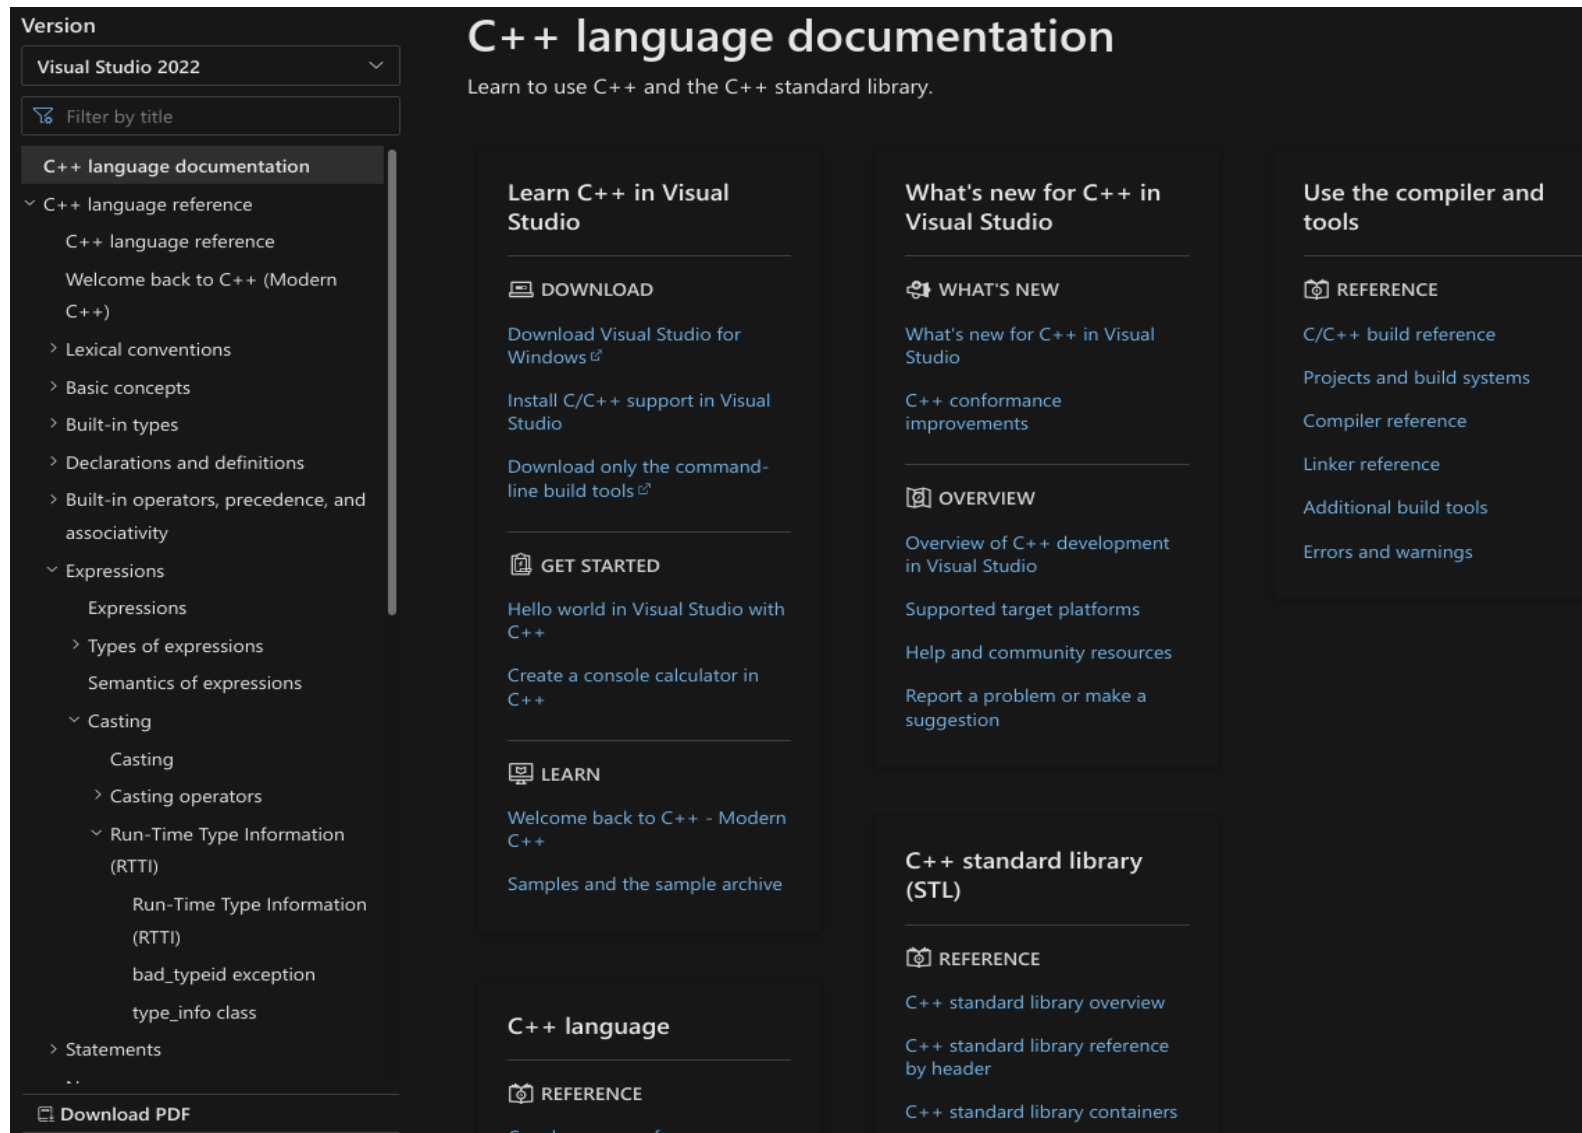 Version
Visual Studio 2022
Filter by title
C++ language documentation
C++ language reference
C++ language reference
Welcome back to C++ (Modern
C++)
Lexical conventions
Basic concepts
Built-in types
Declarations and definitions
Built-in operators, precedence, and
associativity
Expressions
Expressions
Types of expressions
Semantics of expressions
Casting
Casting
Casting operators
Run-Time Type Information
(RTTI)
Run-Time Type Information
(RTTI)
bad_typeid exception
type_info class
Statements
Download PDF
C++ language documentation
Learn to use C++ and the C++ standard library.
Learn C++ in Visual
Studio
DOWNLOAD
Download Visual Studio for
Windows
Install C/C++ support in Visual
Studio
Download only the command-
line build tools
GET STARTED
Hello world in Visual Studio with
C++
Create a console calculator in
C++
LEARN
Welcome back to C++ - Modern
C++
Samples and the sample archive
C++ language
REFERENCE
What's new for C++ in
Visual Studio
WHAT'S NEW
What's new for C++ in Visual
Studio
C++ conformance
improvements
OVERVIEW
Overview of C++ development
in Visual Studio
Supported target platforms
Help and community resources
Report a problem or make a
suggestion
C++ standard library
(STL)
REFERENCE
C++ standard library overview
C++ standard library reference
by header
C++ standard library containers
Use the compiler and
tools
REFERENCE
C/C++ build reference
Projects and build systems
Compiler reference
Linker reference
Additional build tools
Errors and warnings